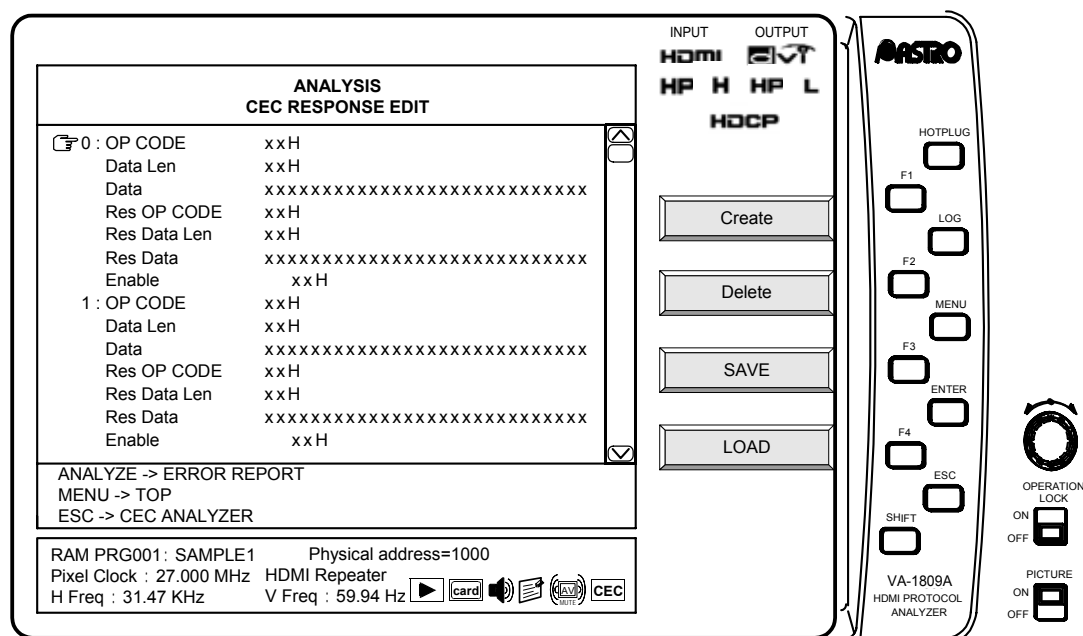 ANALYSIS
CEC RESPONSE EDIT
0 : OP CODE xxH
Data Len xxH
Data xxxxxxxxxxxxxxxxxxxxxxxxxxxx
Res OP CODE xxH
Res Data Len xxH
Res Data xxxxxxxxxxxxxxxxxxxxxxxxxxxx
Enable xxH
1 : OP CODE xxH
Data Len xxH
Data xxxxxxxxxxxxxxxxxxxxxxxxxxxx
Res OP CODE xxH
Res Data Len xxH
Res Data xxxxxxxxxxxxxxxxxxxxxxxxxxxx
Enable xxH
ANALYZE -> ERROR REPORT
MENU -> TOP
ESC -> CEC ANALYZER
RAM PRG001 : SAMPLE1 Physical address=1000
Pixel Clock : 27.000 MHz HDMI Repeater
H Freq : 31.47 KHz V Freq : 59.94 Hz
card
AV
MUTE
CEC
INPUT OUTPUT
HDMI DVI
HP H HP L
HDCP
Create
Delete
SAVE
LOAD
ASTRO
HOTPLUG
F1
LOG
F2
MENU
F3
ENTER
F4
ESC
SHIFT
VA-1809A
HDMI PROTOCOL
ANALYZER
OPERATION
LOCK
ON
OFF
PICTURE
ON
OFF